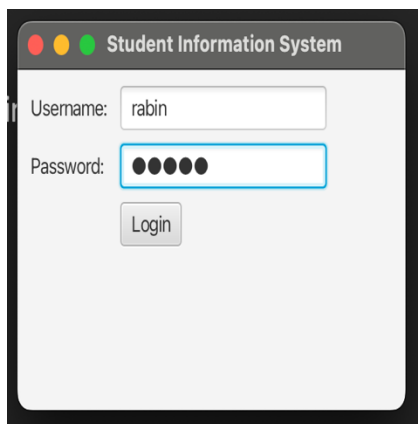 Student Information System
Username: rabin
Password: ●●●●●
Login